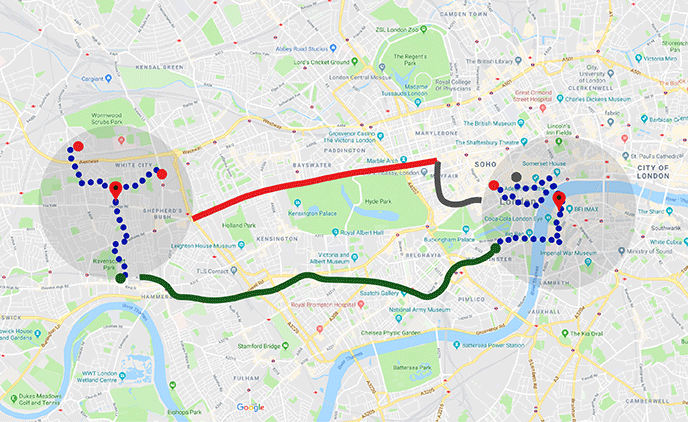 CAMDEN TOWN
ZSL London Zoo
Abbey Road Studios
The Regent's
Park
Lord's Cricket Ground
The British Library
Victoria Miro
KENSAL GREEN
Cargiant
London Central Mosque
Royal College
Of Physicians
City,
University
of London
CLERKENWELL
Madame
Tussauds London
Great Ormond
Street Hospital
Charles Dickens Museum
Wormwood
Scrubs Park
Grosvenor Casino
The Victoria London
MARYLEBONE
The British Museum
Lincoln's
Inn Fields
Barbican
PADDINGTON
The Shaftesbury Theatre
St. Paul's Cathedral
WHITE CITY
BAYSWATER
Marble Arch
SOHO
Somerset House
CITY OF
LONDON
MAYFAIR
Hyde Park
SHEPHERD'S
BUSH
Holland Park
Kensington Palace
London
BFI IMAX
The Shard
Coca-Cola London Eye
Leighton House Museum
KENSINGTON
Royal Albert Hall
Buckingham
Palace
Southwark
White Cube
Imperial War Museum
Ministry of Sound
Victoria and
Albert Museum
BELGRAVIA
TLS Contact
Saatchi Gallery
LAMBETH
HAMMERS
PIMLICO
Royal Brompton Hospital
National Army Museum
VAUXHALL
Chelsea Physic Garden
The Kia Oval
Stamford Bridge
Battersea Power Station
WWT London
Wetland Centre
FULHAM
Battersea Park
Dukes Meadows
Golf and Tennis
Bishops Park
Google
CAMBERWELL